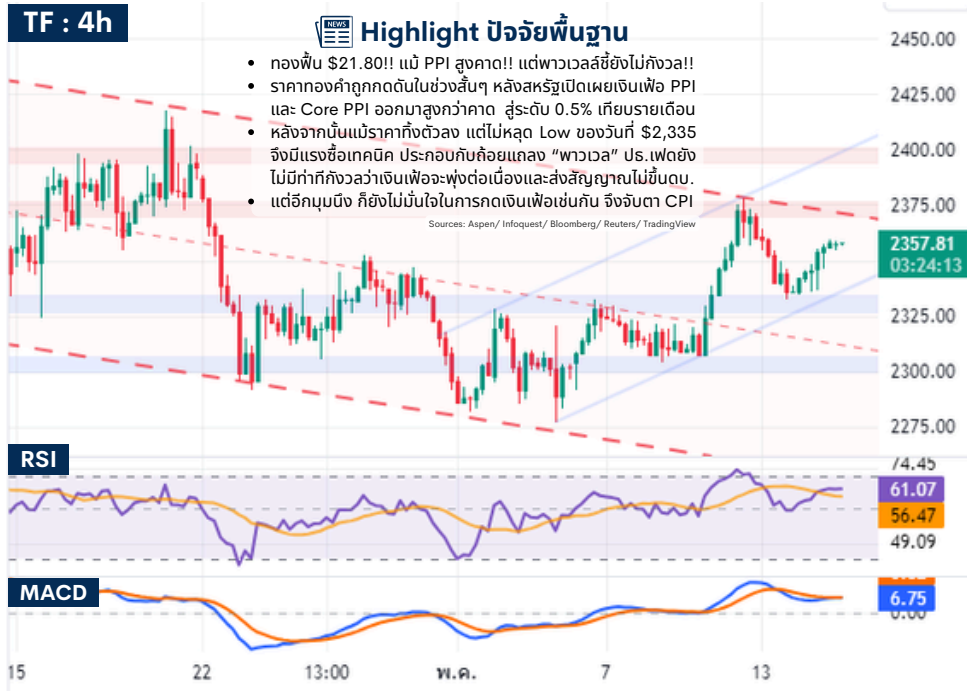 TF : 4h
NEWS
Highlight ปัจจัยพื้นฐาน
• ทองฟื้น $21.80!! แม้ PPI สูงคาด!! แต่พาวเวลล์ชี้ยังไม่กังวล!!
• ราคาทองคำถูกกดดันในช่วงสั้นๆ หลังสหรัฐเปิดเผยเงินเฟ้อ PPI
และ Core PPI ออกมาสูงกว่าคาด สู่ระดับ 0.5% เทียบรายเดือน
• หลังจากนั้นแม้ราคาทิ้งตัวลง แต่ไม่หลุด Low ของวันที่ $2,335
จึงมีแรงซื้อเทคนิค ประกอบกับถ้อยแถลง “พาวเวล” ปธ.เฟดยัง
ไม่มีท่าทีกังวลว่าเงินเฟ้อจะพุ่งต่อเนื่องและส่งสัญญาณไม่ขึ้นดบ.
• แต่อีกมุมนึง ก็ยังไม่มั่นใจในการกดเงินเฟ้อเช่นกัน จึงจับตา CPI
Sources: Aspen/ Infoquest/ Bloomberg/ Reuters/ TradingView
2450.00
2425.00
2400.00
2375.00
2357.81
03:24:13
2325.00
2300.00
2275.00
RSI
74.45
61.07
56.47
49.09
MACD
6.75
0.00
15
22
13:00
พ.ค.
7
13